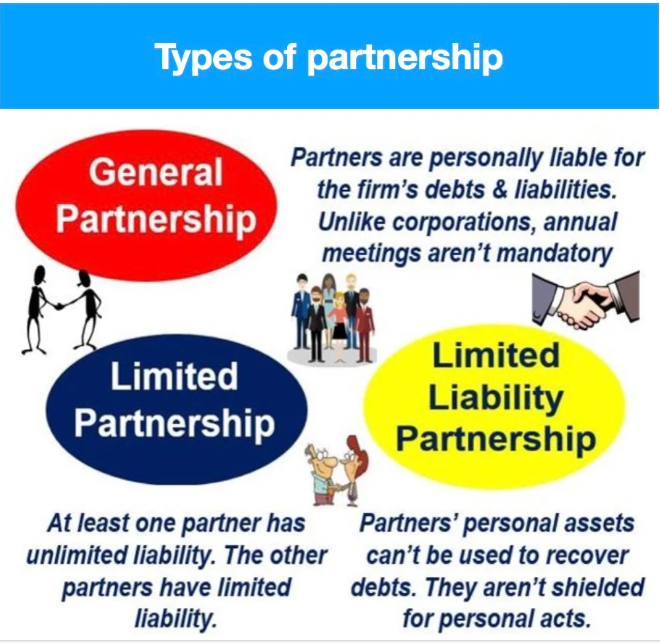 Types of partnership
General
Partnership
Partners are personally liable for
the firm's debts & liabilities.
Unlike corporations, annual
meetings aren't mandatory
Limited
Partnership
At least one partner has
unlimited liability. The other
partners have limited
liability.
Limited
Liability
Partnership
Partners' personal assets
can't be used to recover
debts. They aren't shielded
for personal acts.